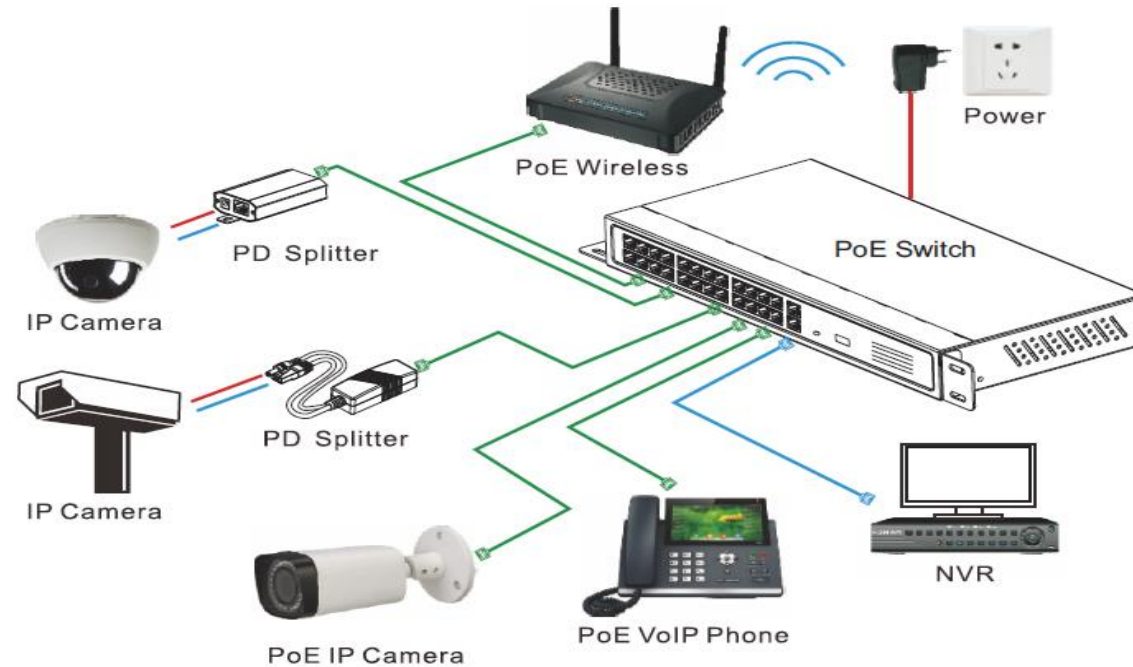 PoE Wireless
Power
PoE Switch
PD Splitter
IP Camera
PD Splitter
IP Camera
PoE IP Camera
PoE VoIP Phone
NVR